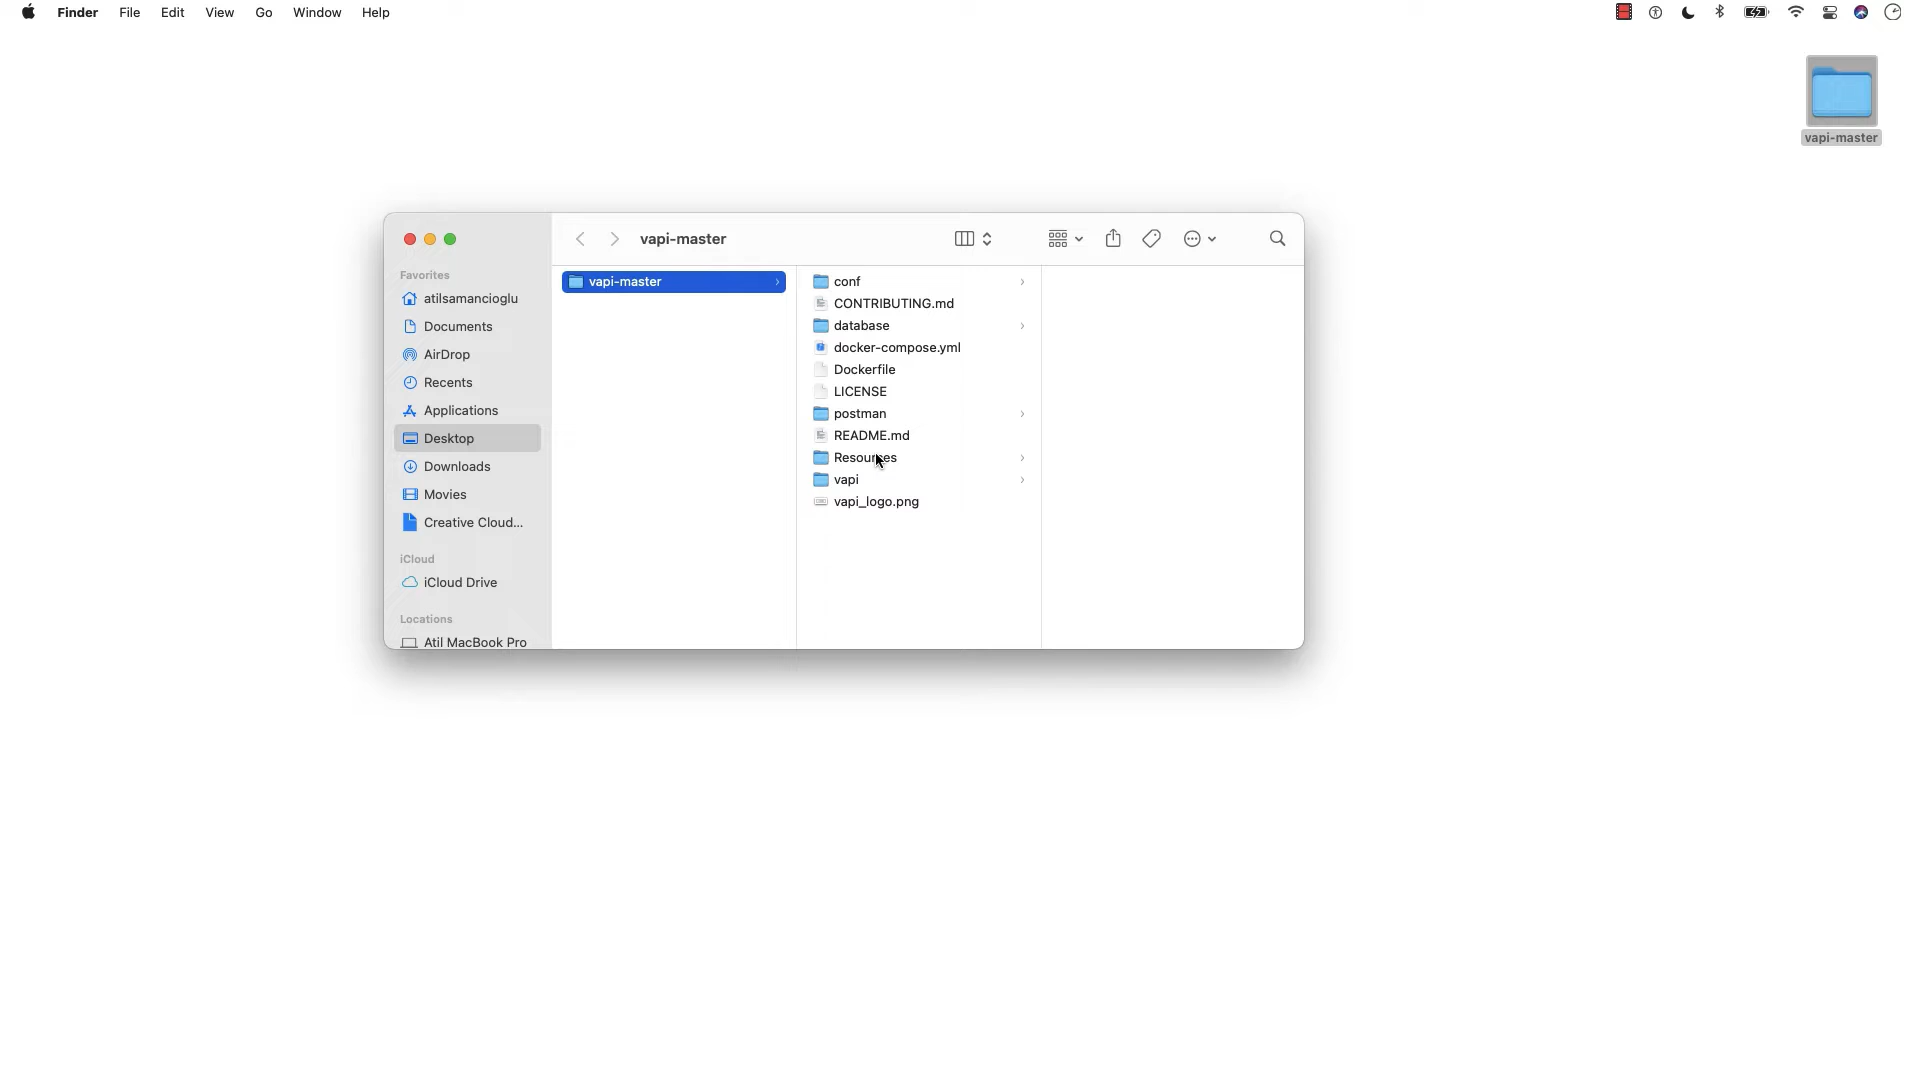 Finder File Edit View Go Window Help
vapi-master
vapi-master
Favorites
atilsamancioglu
Documents
AirDrop
Recents
Applications
Desktop
Downloads
Movies
Creative Cloud...
iCloud
iCloud Drive
Locations
Atil MacBook Pro
vapi-master
conf
CONTRIBUTING.md
database
docker-compose.yml
Dockerfile
LICENSE
postman
README.md
Resources
vapi
vapi_logo.png